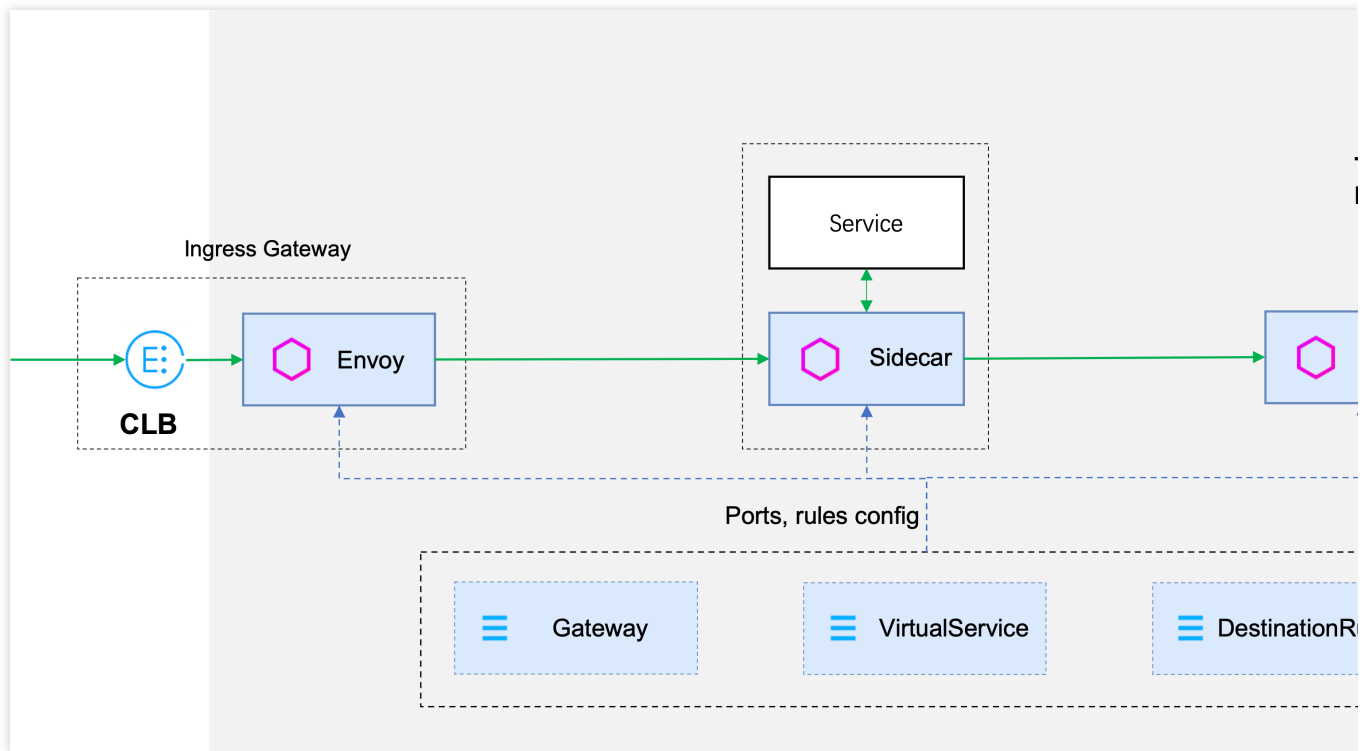 Service
Ingress Gateway
Envoy
Sidecar
CLB
Ports, rules config
Gateway
VirtualService